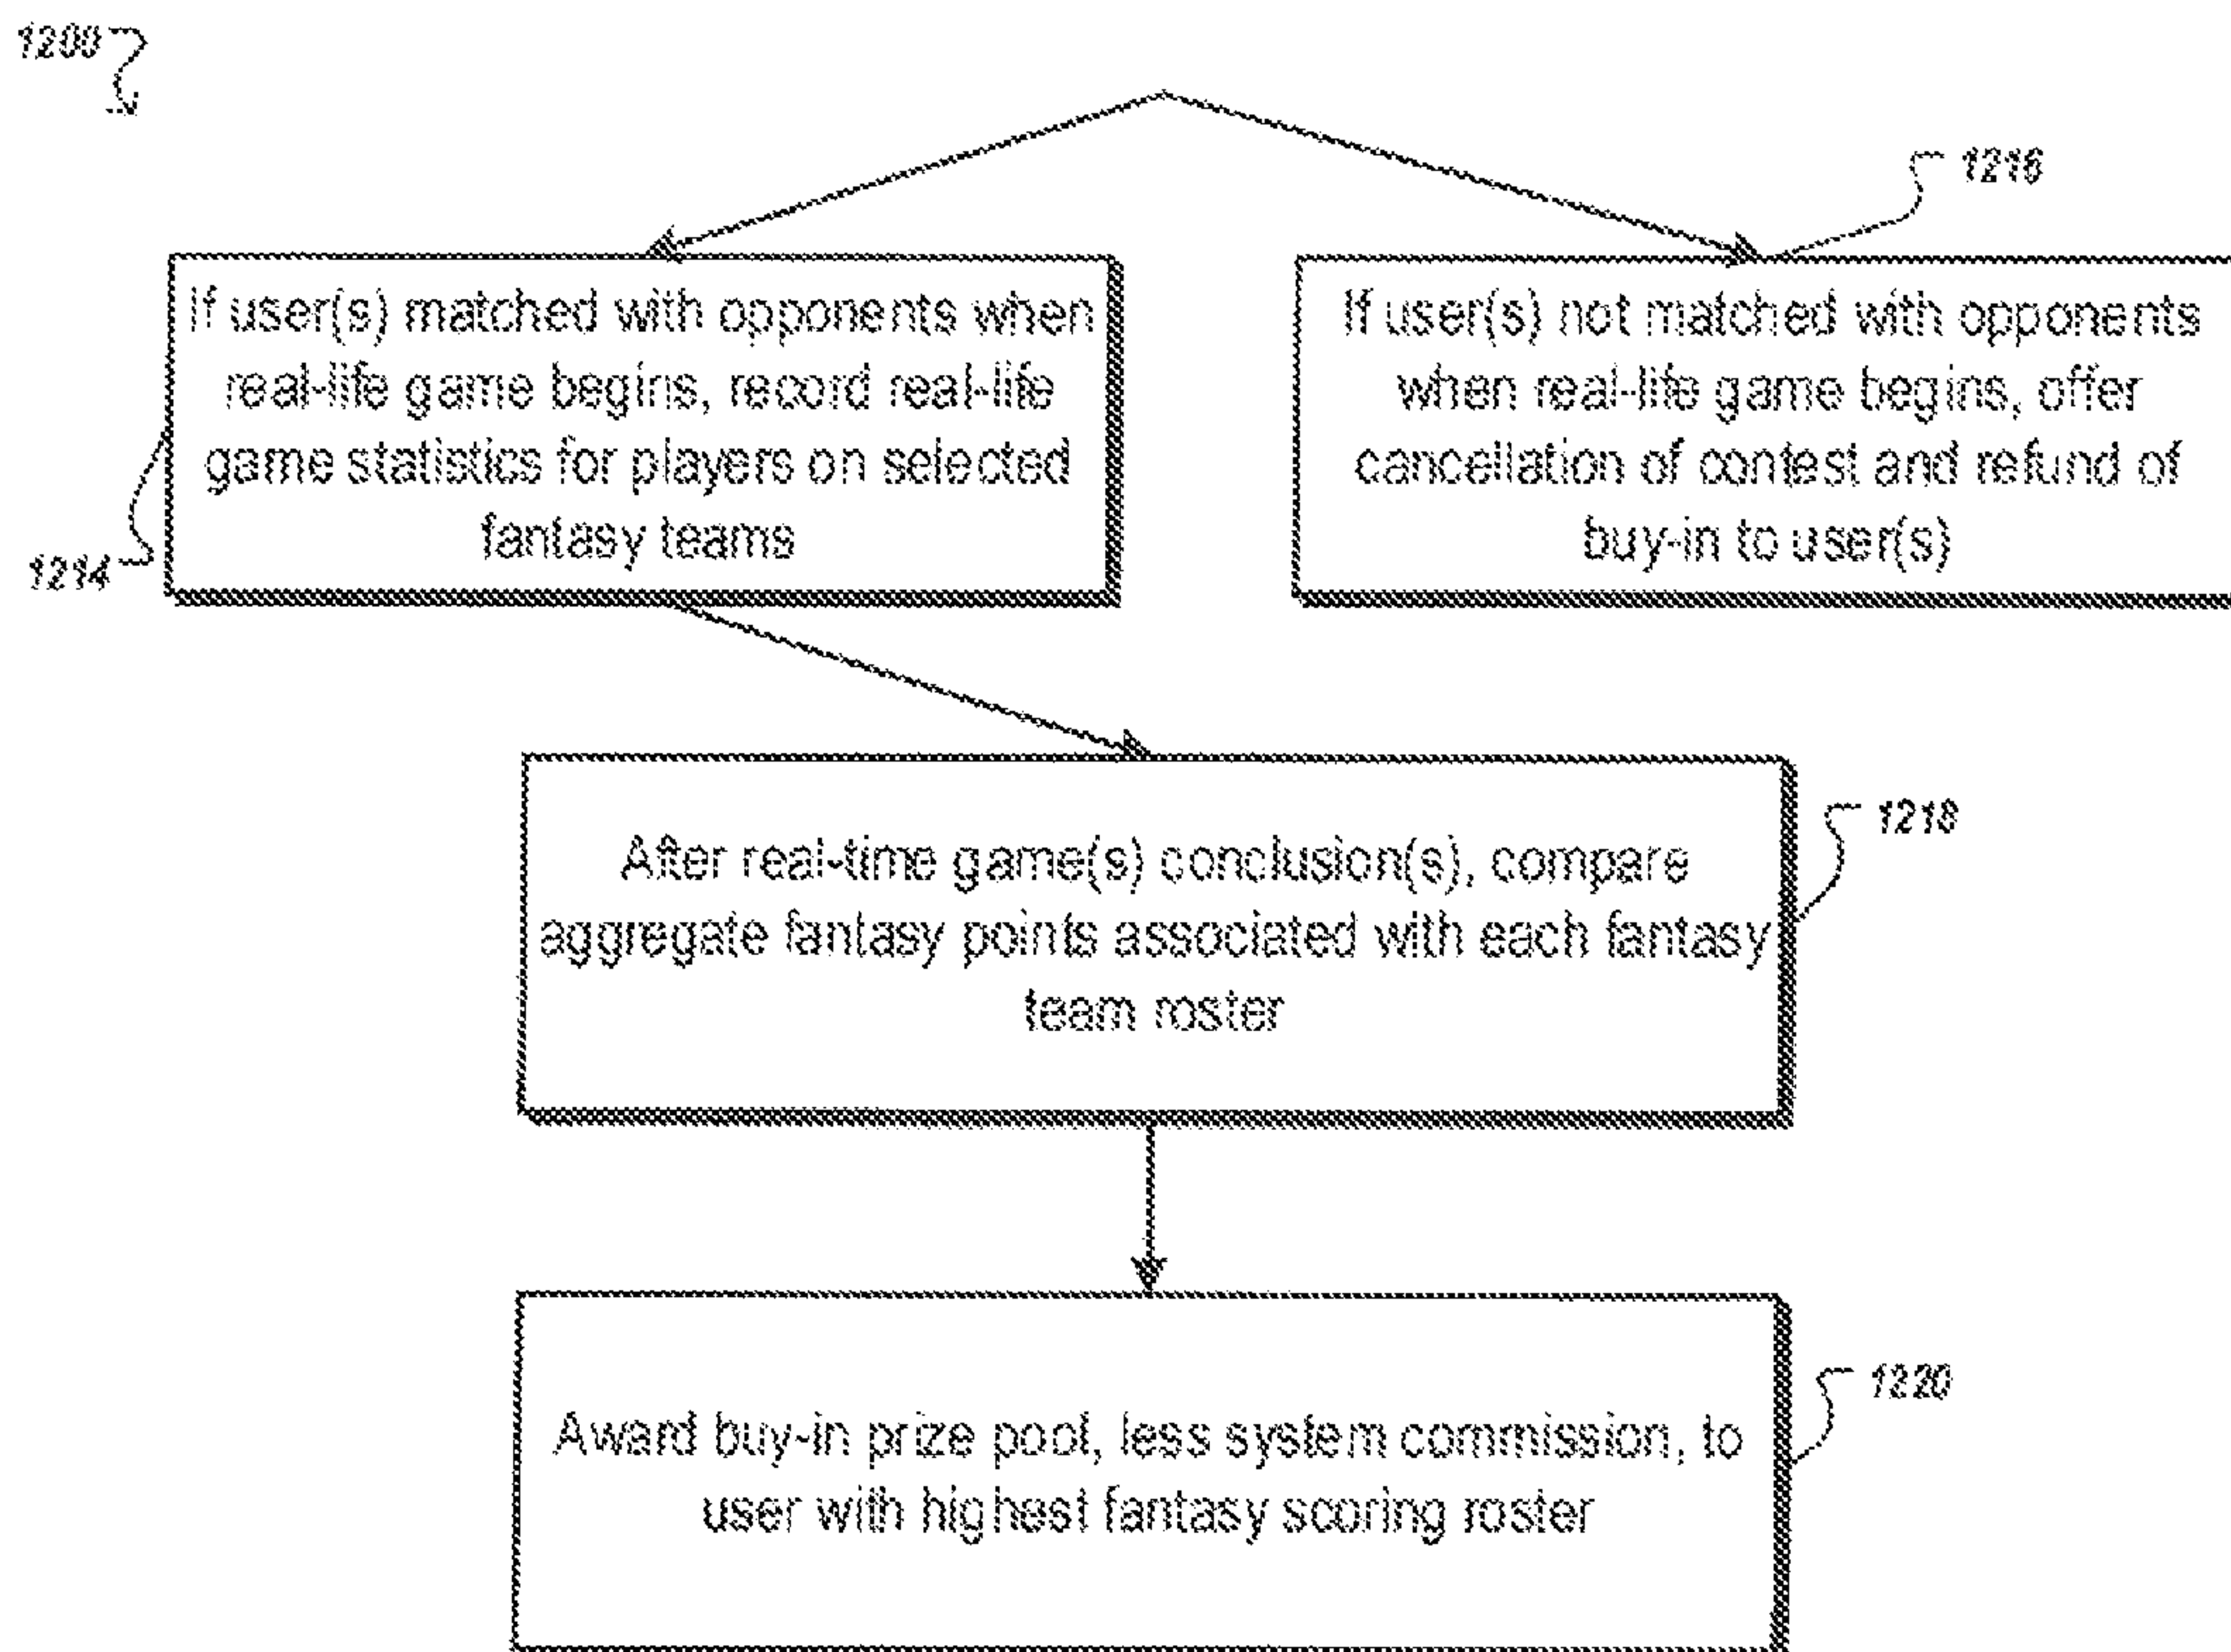 1200
1216
If user(s) matched with opponents when
real-life game begins, record real-life
game statistics for players on selected
fantasy teams
1214
If user(s) not matched with opponents
when real-life game begins, offer
cancellation of contest and refund of
buy-in to user(s)
After real-time game(s) conclusion(s), compare
aggregate fantasy points associated with each fantasy
team roster
1218
Award buy-in prize pool, less system commission, to
user with highest fantasy scoring roster
1220